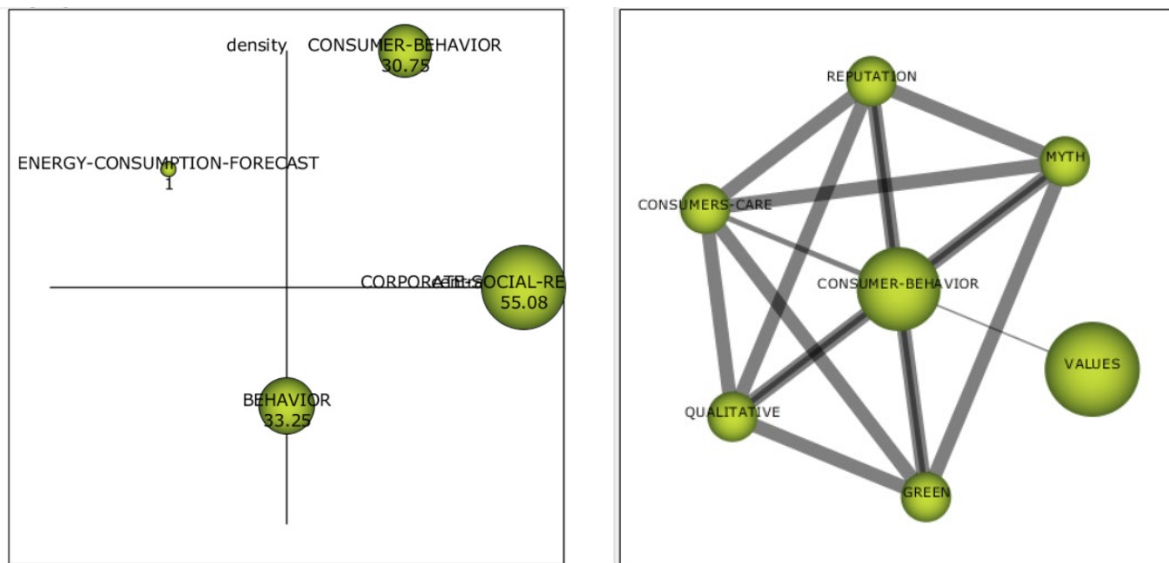 density
CONSUMER-BEHAVIOR
30.75
ENERGY-CONSUMPTION-FORECAST
1
CORPORATE-SOCIAL-RE
55.08
BEHAVIOR
33.25
REPUTATION
MYTH
CONSUMERS-CARE
CONSUMER-BEHAVIOR
VALUES
QUALITATIVE
GREEN